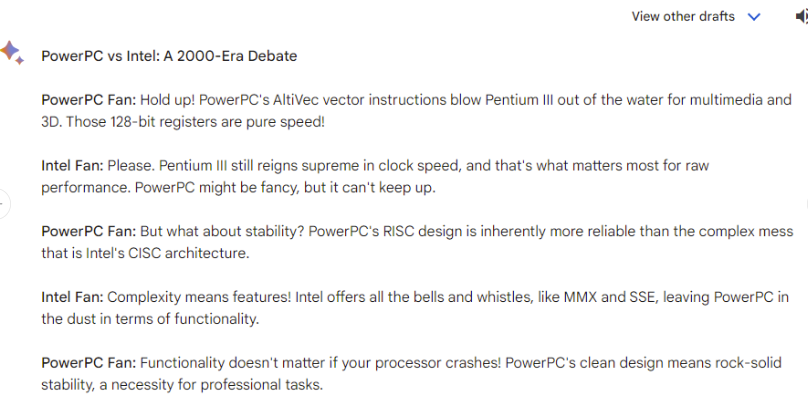 View other drafts
PowerPC vs Intel: A 2000-Era Debate
PowerPC Fan: Hold up! PowerPC's AltiVec vector instructions blow Pentium III out of the water for multimedia and
3D. Those 128-bit registers are pure speed!
Intel Fan: Please. Pentium III still reigns supreme in clock speed, and that's what matters most for raw
performance. PowerPC might be fancy, but it can't keep up.
PowerPC Fan: But what about stability? PowerPC's RISC design is inherently more reliable than the complex mess
that is Intel's CISC architecture.
Intel Fan: Complexity means features! Intel offers all the bells and whistles, like MMX and SSE, leaving PowerPC in
the dust in terms of functionality.
PowerPC Fan: Functionality doesn't matter if your processor crashes! PowerPC's clean design means rock-solid
stability, a necessity for professional tasks.